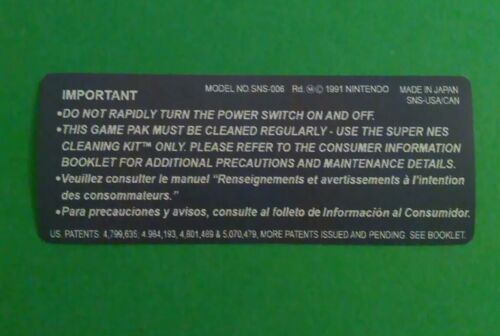 MODEL NO. SNS-006 Rd. Ⓜ© 1991 NINTENDO MADE IN JAPAN
IMPORTANT SNS-USA/CAN
•DO NOT RAPIDLY TURN THE POWER SWITCH ON AND OFF.
•THIS GAME PAK MUST BE CLEANED REGULARLY - USE THE SUPER NES
CLEANING KIT™ ONLY. PLEASE REFER TO THE CONSUMER INFORMATION
BOOKLET FOR ADDITIONAL PRECAUTIONS AND MAINTENANCE DETAILS.
•Veuillez consulter le manuel “Renseignements et avertissements à l'intention
des consommateurs.”
•Para precauciones y avisos, consulte al folleto de Información al Consumidor.
US. PATENTS: 4,799,635; 4,984,193, 4,801,489 & 5,070,479, MORE PATENTS ISSUED AND PENDING. SEE BOOKLET.